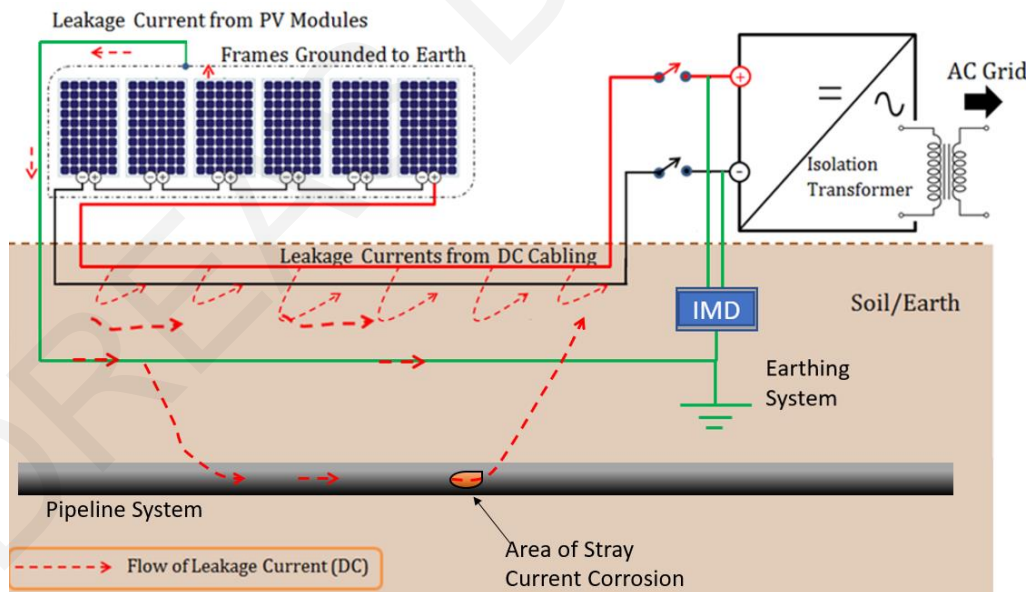 Leakage Current from PV Modules
Frames Grounded to Earth
AC Grid
Isolation
Transformer
Leakage Currents from DC Cabling
IMD
Soil/Earth
Earthing
System
Pipeline System
Area of Stray
Current Corrosion
Flow of Leakage Current (DC)